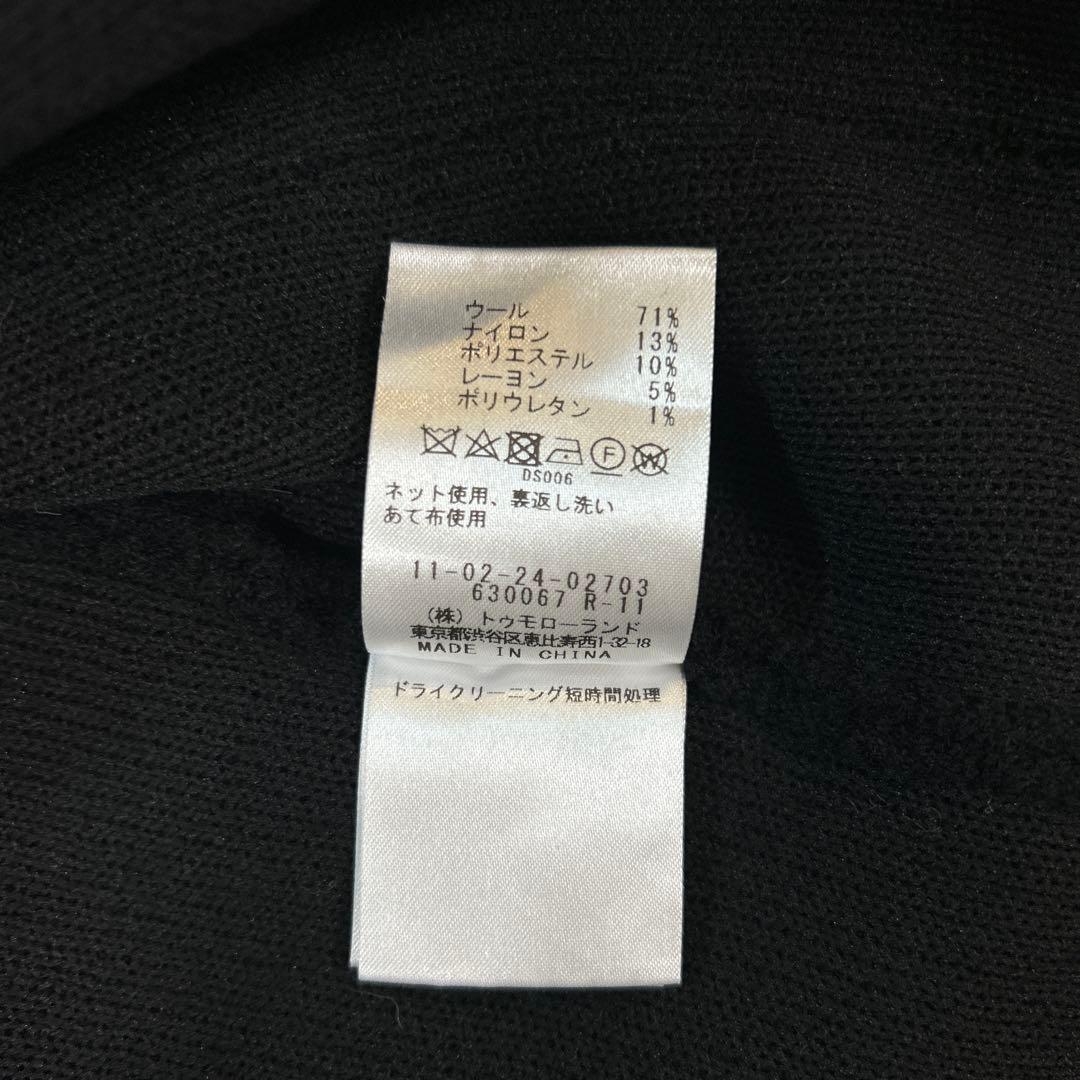 ウール 71%
ナイロン 13%
ポリエステル 10%
レーヨン 5%
ポリウレタン 1%
F W
DS006
ネット使用、裏返し洗い
あて布使用
11-02-24-02703
630067 R-11
(株) トゥモローランド
東京都渋谷区恵比寿西1-32-18
MADE IN CHINA
ドライクリーニング短時間処理